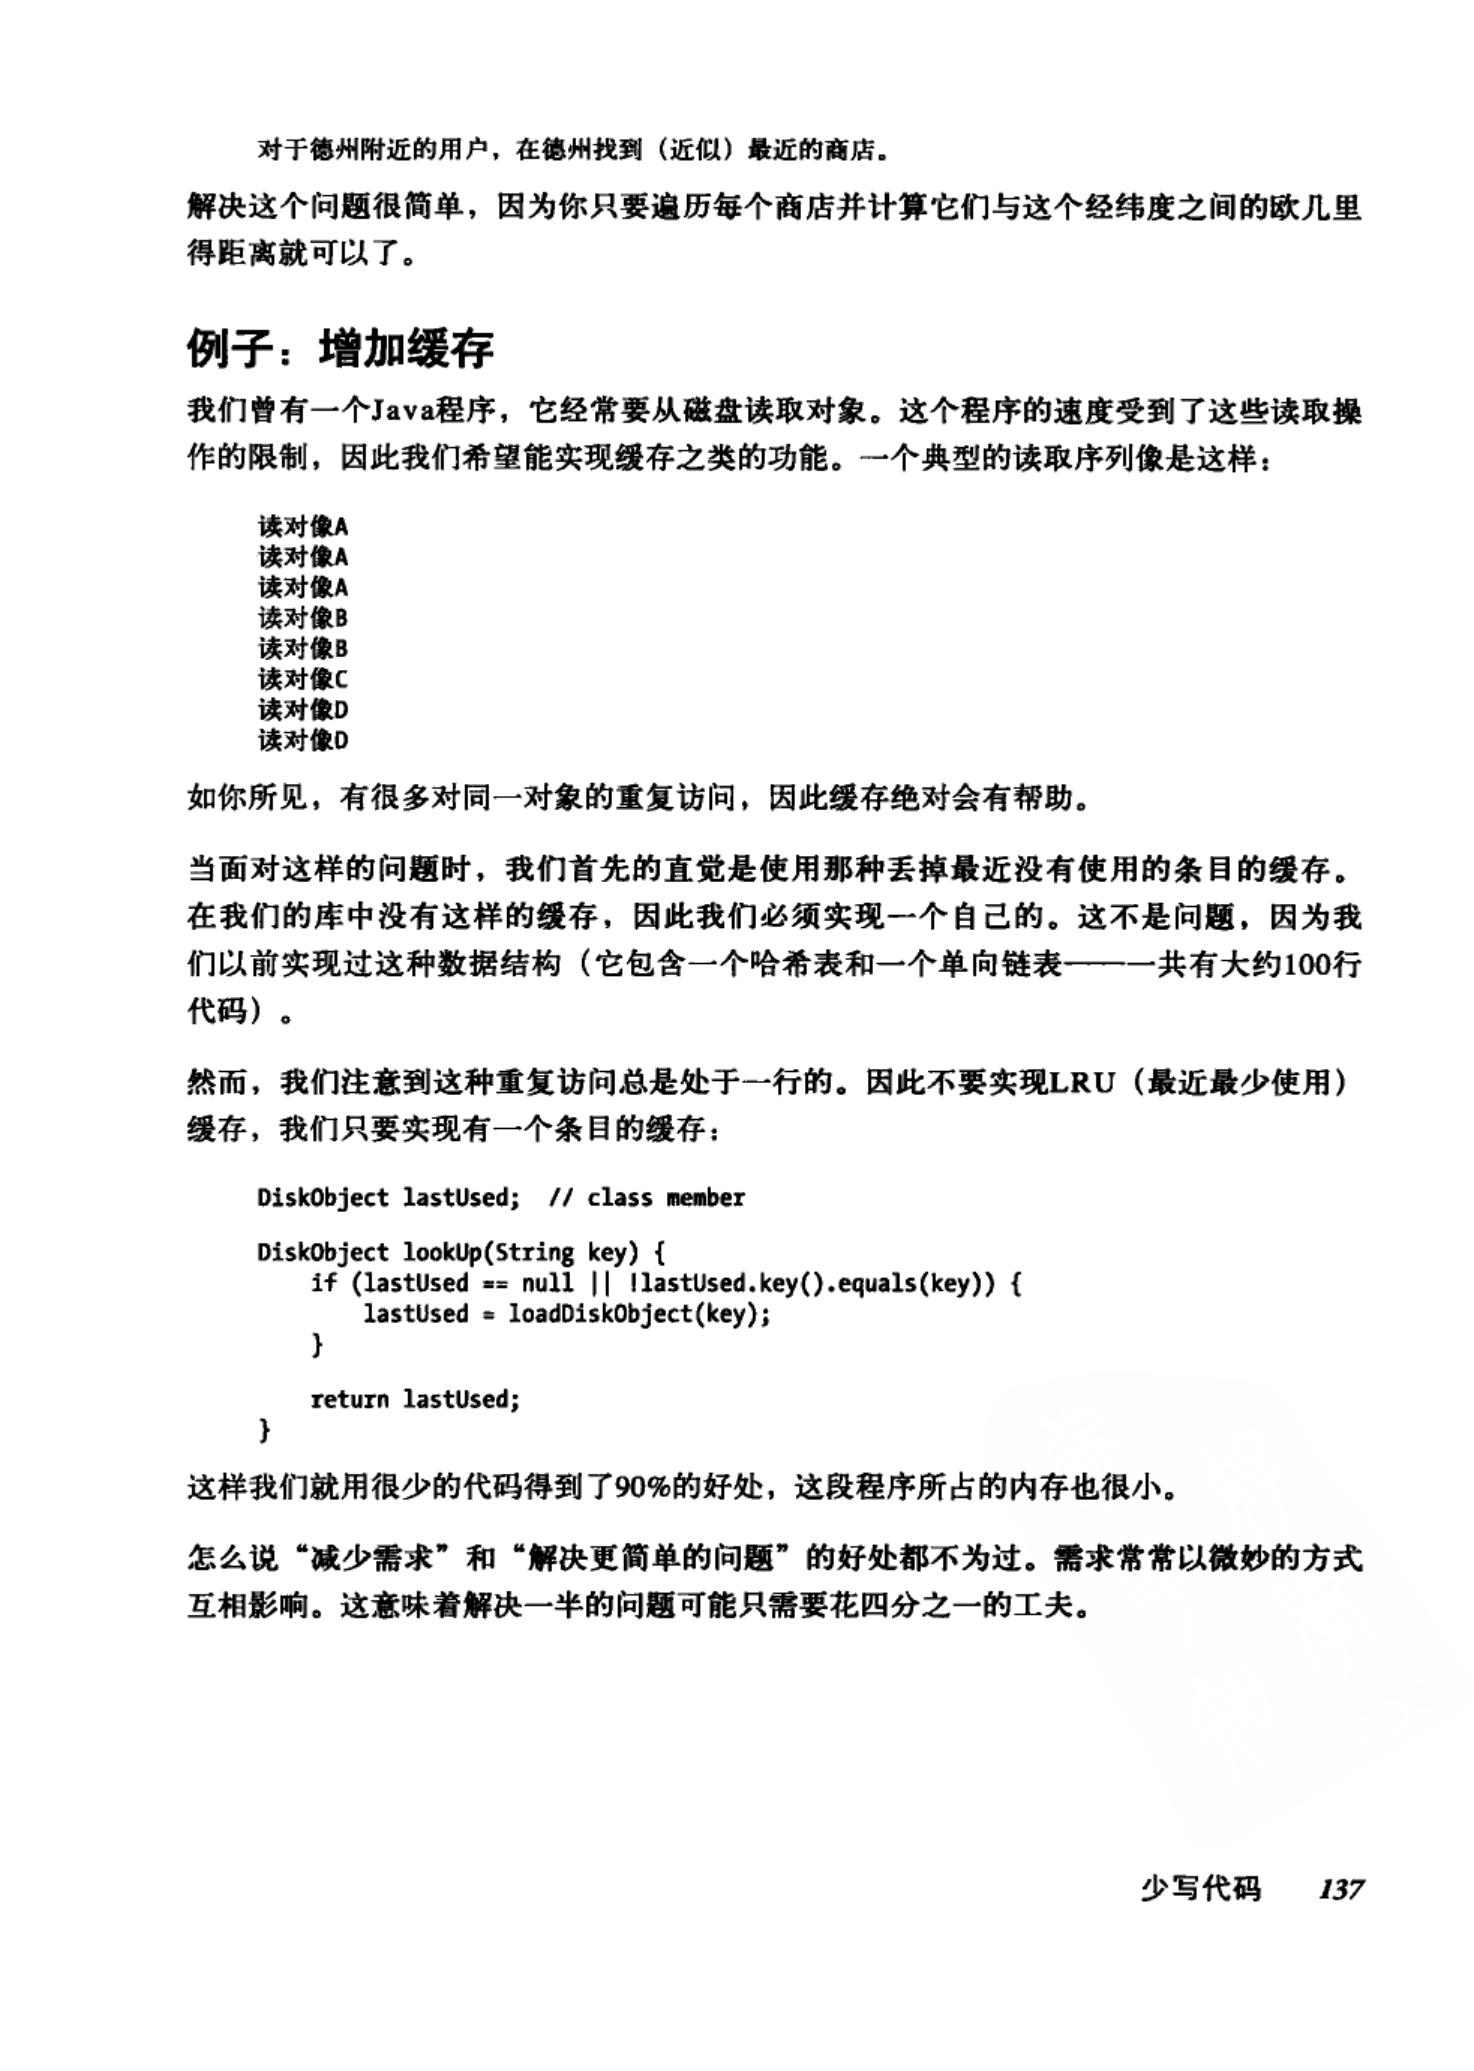 对于德州附近的用户，在德州找到（近似）最近的商店。
解决这个问题很简单，因为你只要遍历每个商店并计算它们与这个经纬度之间的欧几里
得距离就可以了。
例子：增加缓存
我们曾有一个Java程序，它经常要从磁盘读取对象。这个程序的速度受到了这些读取操
作的限制，因此我们希望能实现缓存之类的功能。一个典型的读取序列像是这样：
读对像A
读对像A
读对像A
读对像B
读对像B
读对像C
读对像D
读对像D
如你所见，有很多对同一对象的重复访问，因此缓存绝对会有帮助。
当面对这样的问题时，我们首先的直觉是使用那种丢掉最近没有使用的条目的缓存。
在我们的库中没有这样的缓存，因此我们必须实现一个自己的。这不是问题，因为我
们以前实现过这种数据结构（它包含一个哈希表和一个单向链表——一共有大约100行
代码）。
然而，我们注意到这种重复访问总是处于一行的。因此不要实现LRU（最近最少使用）
缓存，我们只要实现有一个条目的缓存：
DiskObject lastUsed;  // class member
DiskObject lookUp(String key) {
    if (lastUsed == null || !lastUsed.key().equals(key)) {
        lastUsed = loadDiskObject(key);
    }
    return lastUsed;
}
这样我们就用很少的代码得到了90%的好处，这段程序所占的内存也很小。
怎么说“减少需求”和“解决更简单的问题”的好处都不为过。需求常常以微妙的方式
互相影响。这意味着解决一半的问题可能只需要花四分之一的工夫。
少写代码 137